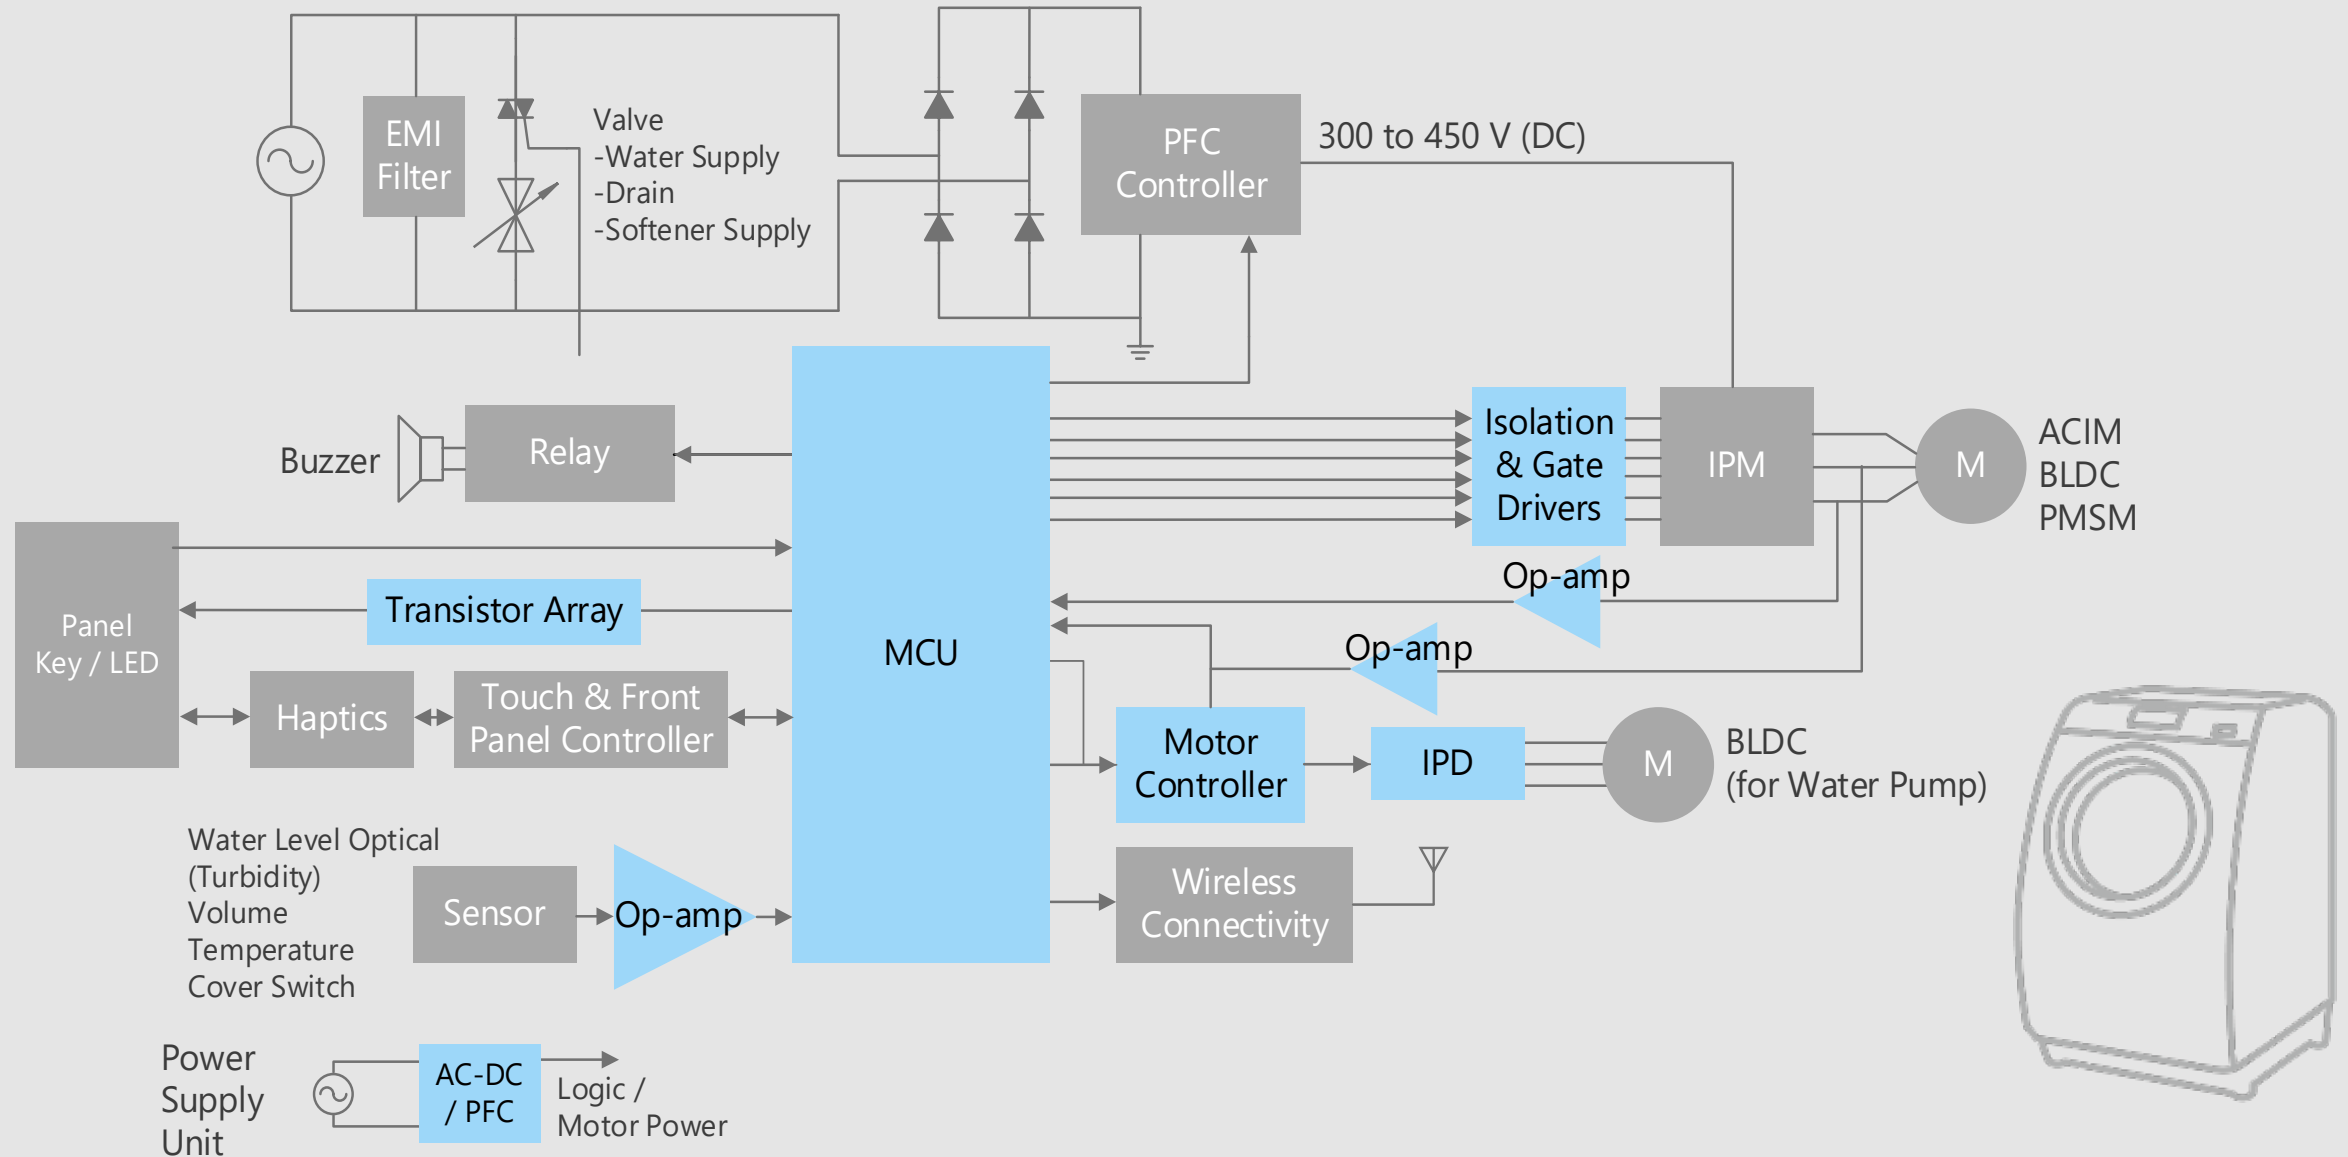 EMI
Filter
Valve
-Water Supply
-Drain
-Softener Supply
PFC
Controller
300 to 450 V (DC)
Buzzer
Relay
Isolation
& Gate
Drivers
IPM
M
ACIM
BLDC
PMSM
Panel
Key / LED
Transistor Array
Haptics
Touch & Front
Panel Controller
MCU
Op-amp
Op-amp
Motor
Controller
IPD
M
BLDC
(for Water Pump)
Water Level Optical
(Turbidity)
Volume
Temperature
Cover Switch
Sensor
Op-amp
Wireless
Connectivity
Power
Supply
Unit
AC-DC
/ PFC
Logic /
Motor Power